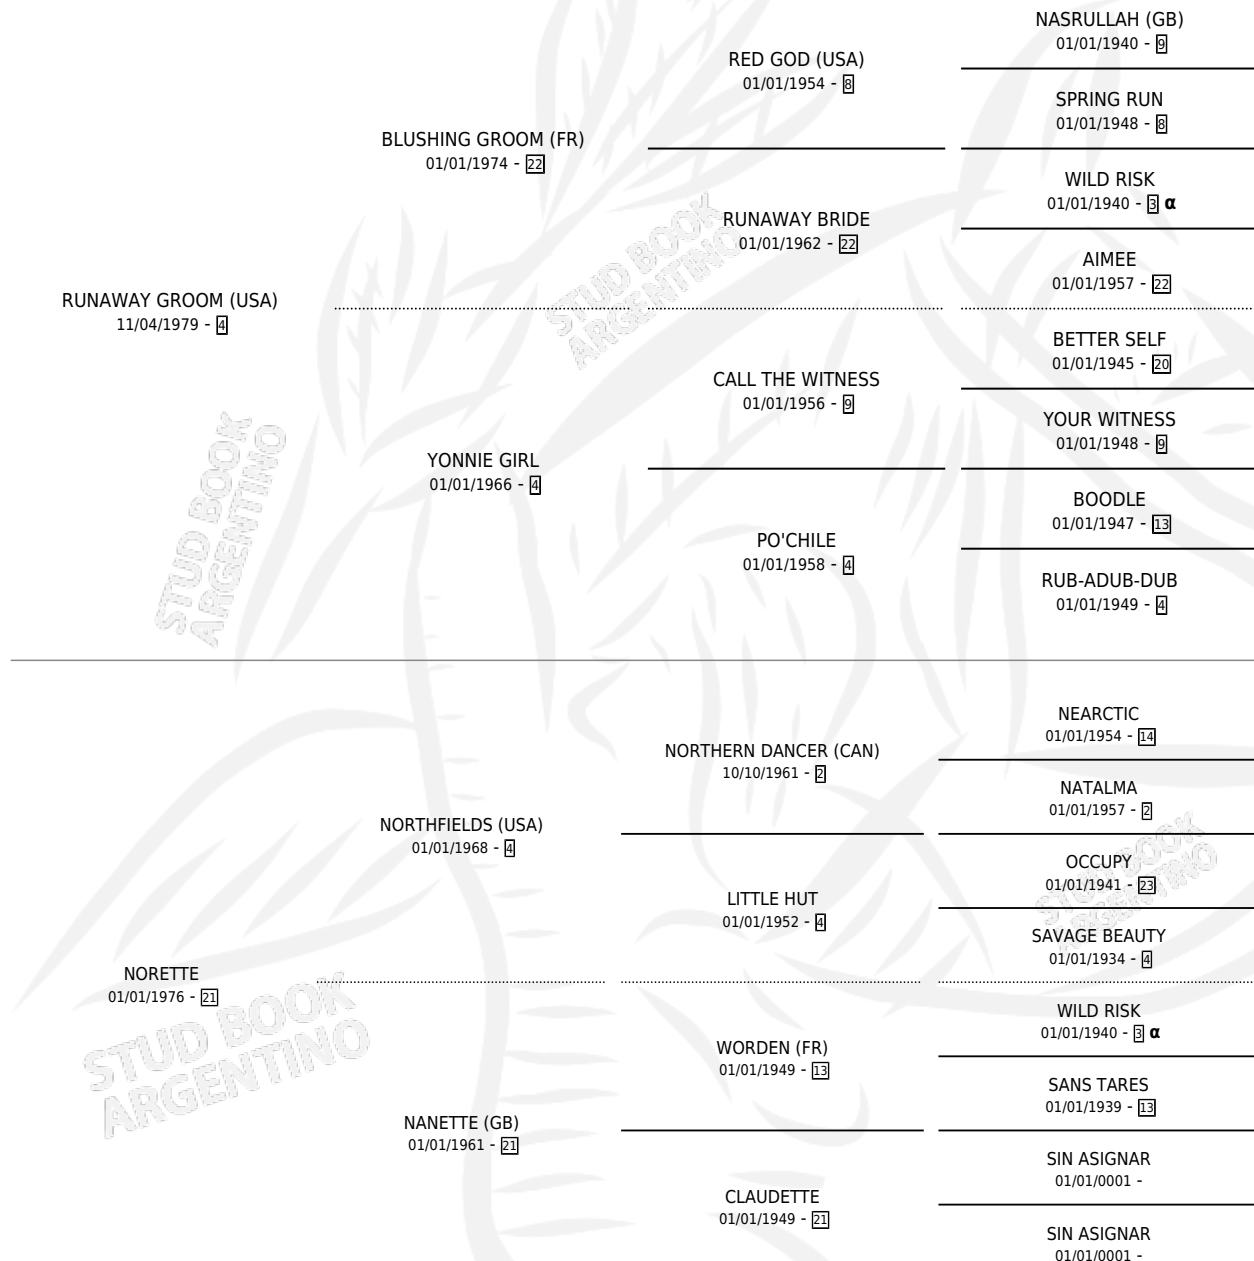 NASRULLAH (GB)
01/01/1940 - 9
RED GOD (USA)
01/01/1954 - 8
SPRING RUN
01/01/1948 - 8
BLUSHING GROOM (FR)
01/01/1974 - 22
WILD RISK
01/01/1940 - 3 α
RUNAWAY BRIDE
01/01/1962 - 22
AIMEE
01/01/1957 - 22
RUNAWAY GROOM (USA)
11/04/1979 - 4
BETTER SELF
01/01/1945 - 20
CALL THE WITNESS
01/01/1956 - 9
YOUR WITNESS
01/01/1948 - 9
YONNIE GIRL
01/01/1966 - 4
BOODLE
01/01/1947 - 13
PO'CHILE
01/01/1958 - 4
RUB-ADUB-DUB
01/01/1949 - 4
NEARCTIC
01/01/1954 - 14
NORTHERN DANCER (CAN)
10/10/1961 - 2
NATALMA
01/01/1957 - 2
NORTHFIELDS (USA)
01/01/1968 - 4
OCCUPY
01/01/1941 - 23
LITTLE HUT
01/01/1952 - 4
SAVAGE BEAUTY
01/01/1934 - 4
NORETTE
01/01/1976 - 21
WILD RISK
01/01/1940 - 3 α
WORDEN (FR)
01/01/1949 - 13
SANS TARES
01/01/1939 - 13
NANETTE (GB)
01/01/1961 - 21
SIN ASIGNAR
01/01/0001 -
CLAUDETTE
01/01/1949 - 21
SIN ASIGNAR
01/01/0001 -
STUD BOOK
ARGENTINO
STUD BOOK
ARGENTINO
STUD BOOK
ARGENTINO
STUD BOOK
ARGENTINO